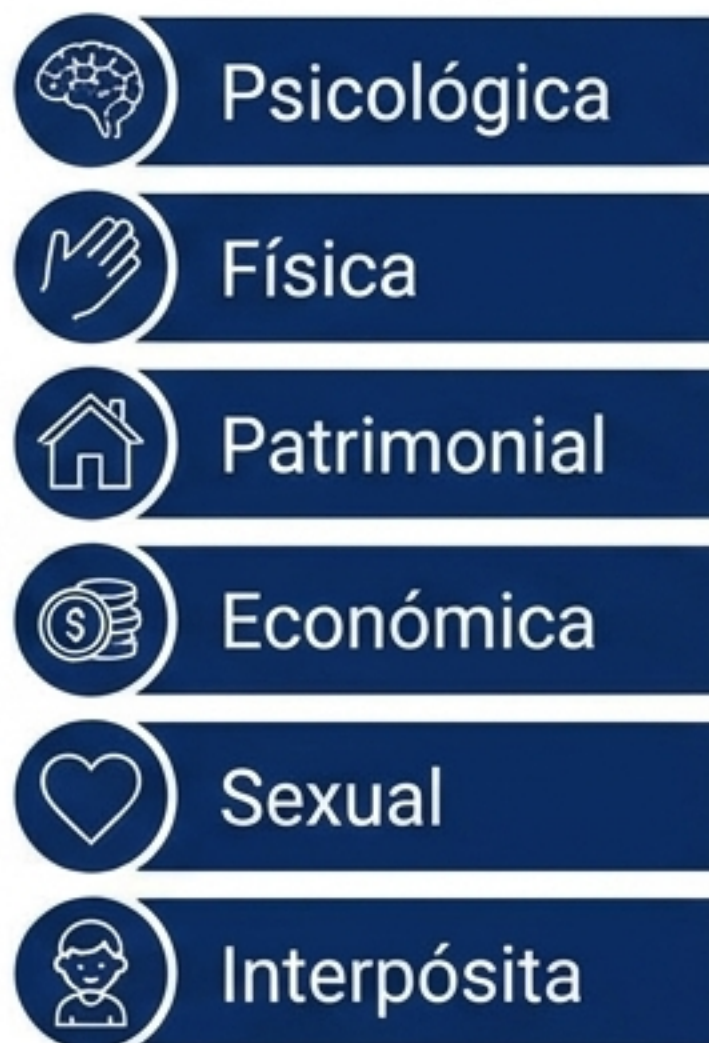 Psicológica
Física
Patrimonial
$
Económica
Sexual
Interpósita